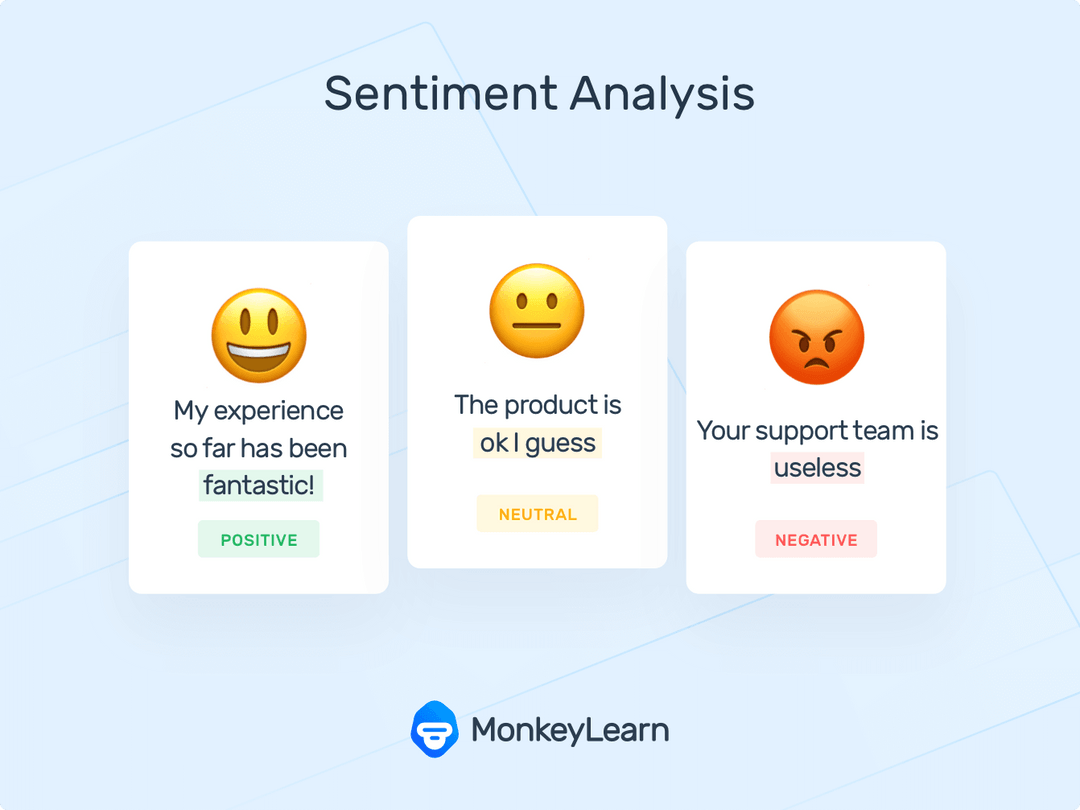 Sentiment Analysis
My experience
so far has been
fantastic!
POSITIVE
The product is
ok I guess
NEUTRAL
Your support team is
useless
NEGATIVE
MonkeyLearn